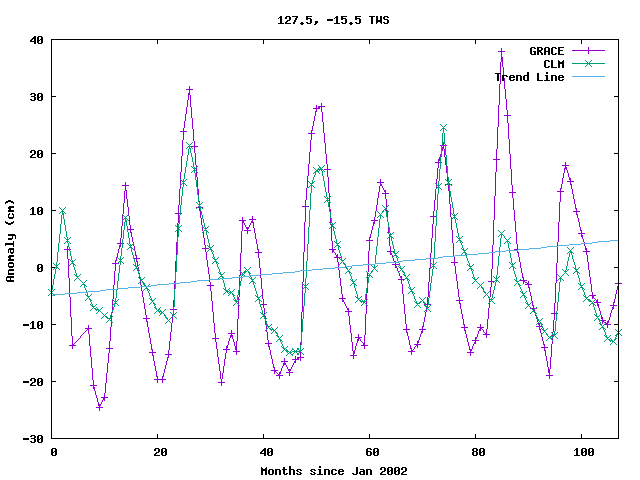 127.5, -15.5 TWS
GRACE
CLM
Trend Line
40
30
20
10
0
-10
-20
-30
Anomaly (cm)
0 20 40 60 80 100
Months since Jan 2002